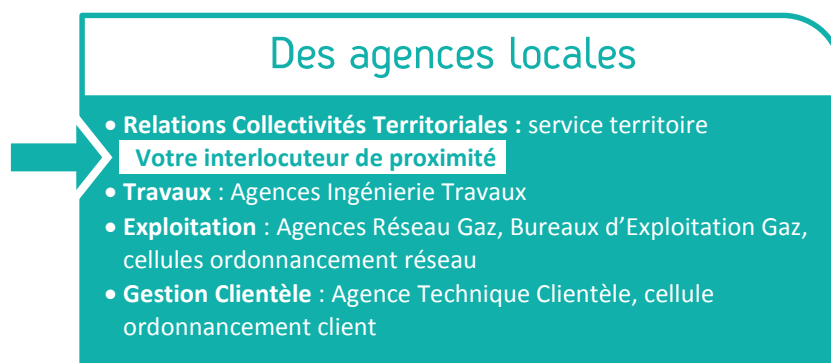 Des agences locales
• Relations Collectivités Territoriales : service territoire
Votre interlocuteur de proximité
• Travaux : Agences Ingénierie Travaux
• Exploitation : Agences Réseau Gaz, Bureaux d’Exploitation Gaz,
cellules ordonnancement réseau
• Gestion Clientèle : Agence Technique Clientèle, cellule
ordonnancement client